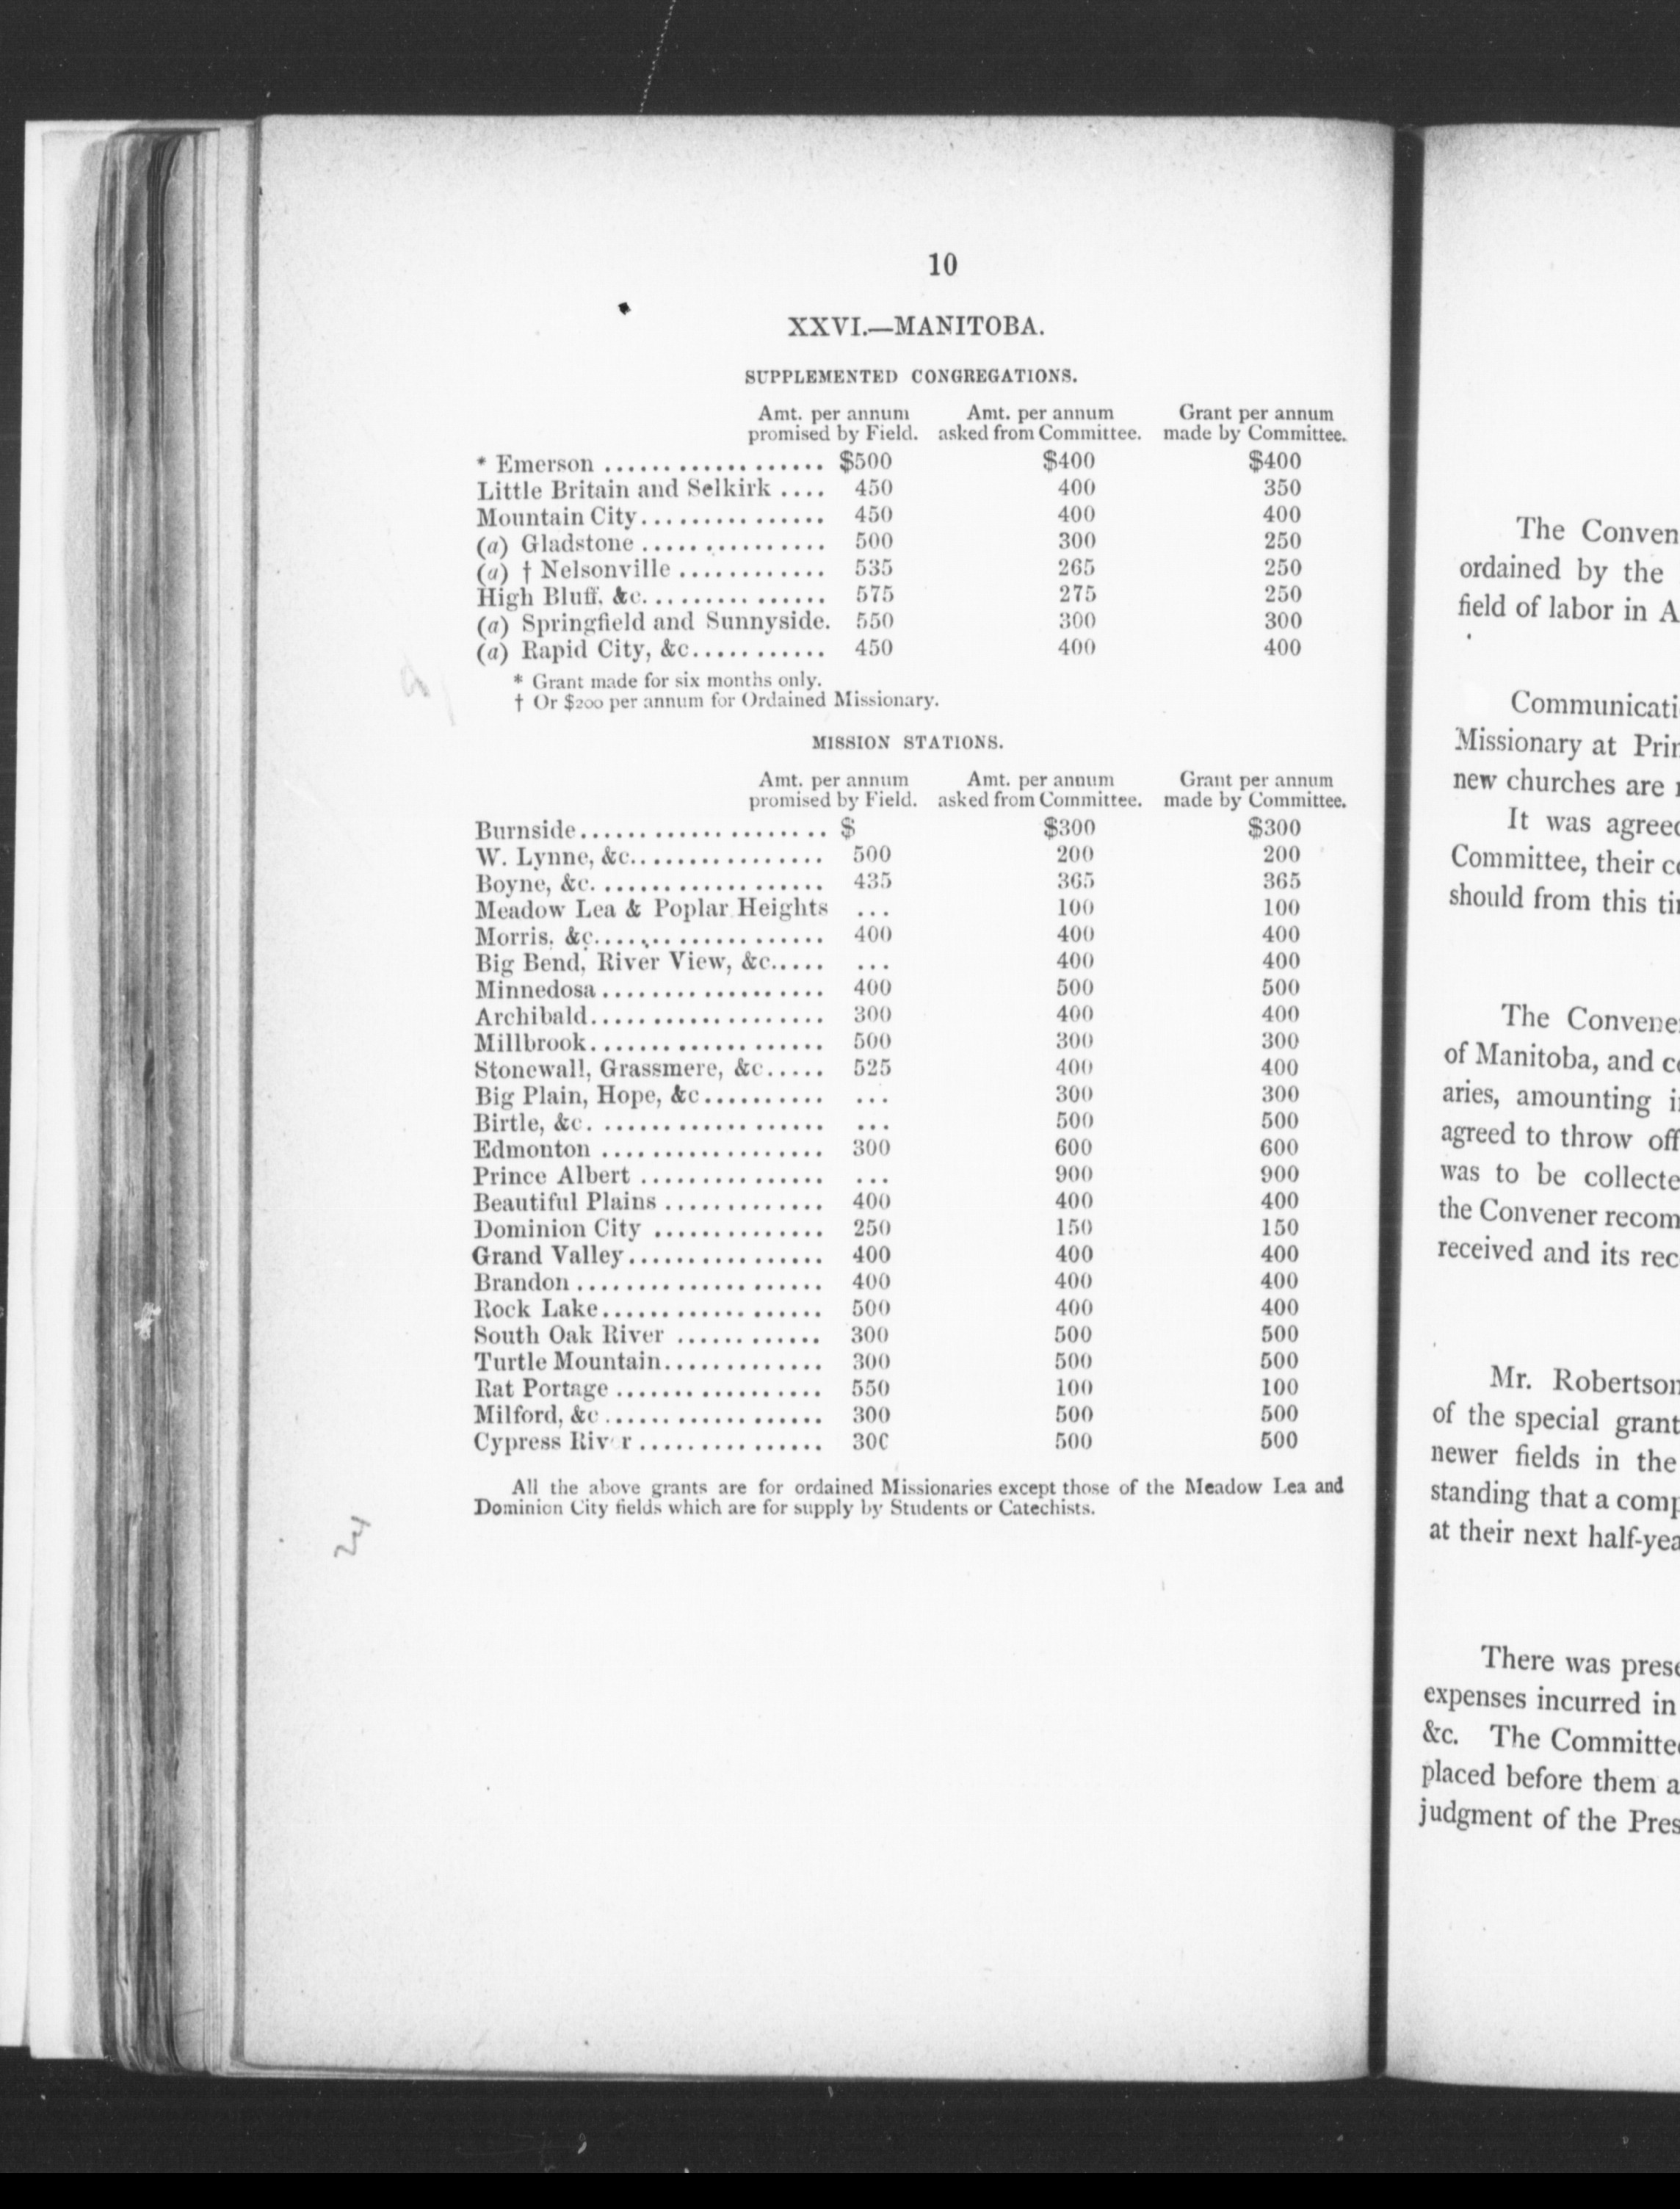 10
XXVI.—MANITOBA.
SUPPLEMENTED CONGREGATIONS.
Amt. per annum Amt. per annum Grant per annum
promised by Field. asked from Committee. made by Committee.
* Emerson ................... $500 $400 $400
Little Britain and Selkirk .... 450 400 350
Mountain City............... 450 400 400
(a) Gladstone ............... 500 300 250
(a) † Nelsonville ............ 535 265 250
High Bluff, &c............... 575 275 250
(a) Springfield and Sunnyside. 550 300 300
(a) Rapid City, &c........... 450 400 400
* Grant made for six months only.
† Or $200 per annum for Ordained Missionary.
MISSION STATIONS.
Amt. per annum Amt. per annum Grant per annum
promised by Field. asked from Committee. made by Committee.
Burnside.................... $ $300 $300
W. Lynne, &c................ 500 200 200
Boyne, &c. .................. 435 365 365
Meadow Lea & Poplar Heights ... 100 100
Morris, &c................... 400 400 400
Big Bend, River View, &c..... ... 400 400
Minnedosa .................. 400 500 500
Archibald................... 300 400 400
Millbrook................... 500 300 300
Stonewall, Grassmere, &c..... 525 400 400
Big Plain, Hope, &c.......... ... 300 300
Birtle, &c. .................. ... 500 500
Edmonton .................. 300 600 600
Prince Albert ............... ... 900 900
Beautiful Plains ............. 400 400 400
Dominion City .............. 250 150 150
Grand Valley................ 400 400 400
Brandon .................... 400 400 400
Rock Lake.................. 500 400 400
South Oak River ............ 300 500 500
Turtle Mountain............. 300 500 500
Rat Portage ................. 550 100 100
Milford, &c .................. 300 500 500
Cypress Riv r ............... 300 500 500
All the above grants are for ordained Missionaries except those of the Meadow Lea and
Dominion City fields which are for supply by Students or Catechists.
24
The Conven
ordained by the
field of labor in A
Communicati
Missionary at Prin
new churches are
It was agreed
Committee, their co
should from this ti
The Convene
of Manitoba, and co
aries, amounting i
agreed to throw off
was to be collecte
the Convener recom
received and its rec
Mr. Robertson
of the special grant
newer fields in the
standing that a comp
at their next half-yea
There was prese
expenses incurred in
&c. The Committe
placed before them a
judgment of the Pres